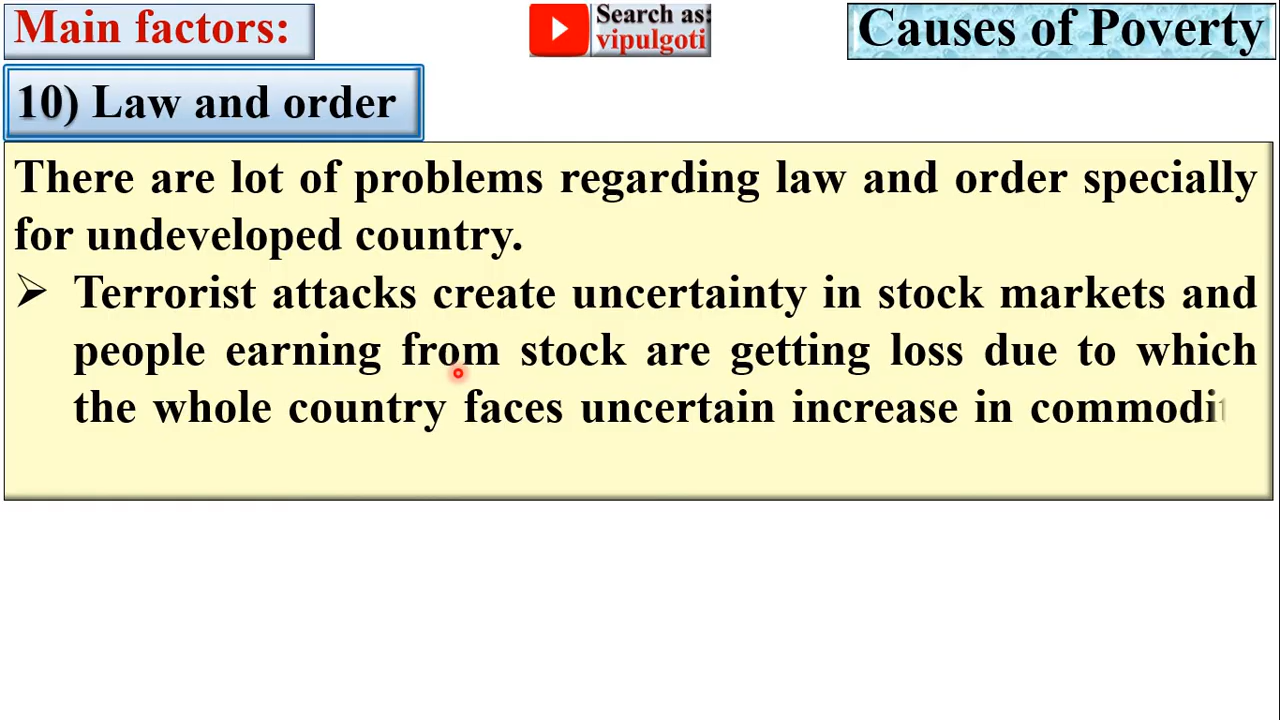 Main factors:
Search as:
vipulgoti
Causes of Poverty
10) Law and order
There are lot of problems regarding law and order specially
for undeveloped country.
➢ Terrorist attacks create uncertainty in stock markets and
people earning from stock are getting loss due to which
the whole country faces uncertain increase in